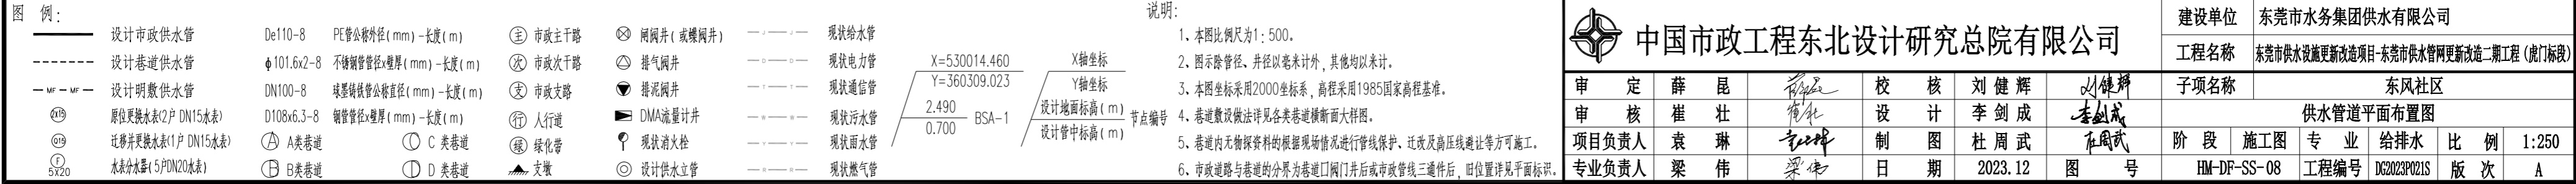 图 例：
设计市政供水管
设计巷道供水管
MF MF 设计明敷供水管
2x15 原位更换水表(2户 DN15水表)
Q15 迁移并更换水表(1户 DN15水表)
F 5x20 水表分水器(5户DN20水表)
De110-8 PE管公称外径(mm)-长度(m)
ф101.6x2-8 不锈钢管管径x壁厚(mm)-长度(m)
DN100-8 球墨铸铁管公称直径(mm)-长度(m)
D108x6.3-8 钢管管径x壁厚(mm)-长度(m)
A A类巷道
C C 类巷道
B B类巷道
D D 类巷道
主 市政主干路
次 市政次干路
支 市政支路
行 人行道
绿 绿化带
支墩
闸阀井(或蝶阀井)
排气阀井
排泥阀井
DMA流量计井
现状消火栓
设计供水立管
现状给水管
现状电力管
现状通信管
现状污水管
现状雨水管
现状燃气管
X=530014.460
Y=360309.023
X轴坐标
Y轴坐标
2.490
0.700
BSA-1
设计地面标高(m)
设计管中标高(m)
节点编号
说明:
1、本图比例尺为1：500。
2、图示除管径、井径以毫米计外，其他均以米计。
3、本图坐标采用2000坐标系，高程采用1985国家高程基准。
4、巷道敷设做法详见各类巷道横断面大样图。
5、巷道内无物探资料的根据现场情况进行管线保护、迁改及高压线避让等方可施工。
6、市政道路与巷道的分界为巷道口阀门井后或市政管线三通件后，旧位置详见平面标识。
中国市政工程东北设计研究总院有限公司
建设单位 东莞市水务集团供水有限公司
工程名称 东莞市供水设施更新改造项目-东莞市供水管网更新改造二期工程（虎门标段）
审 定 薛 昆 校 核 刘健辉 刘健辉
子项名称 东风社区
审 核 崔 壮 崔壮 设 计 李剑成 李剑成
供水管道平面布置图
项目负责人 袁 琳 制 图 杜周武 杜周武
阶 段 施工图 专 业 给排水 比 例 1:250
专业负责人 梁 伟 梁伟 日 期 2023.12 图 号 HM-DF-SS-08 工程编号 DG2023P021S 版 次 A